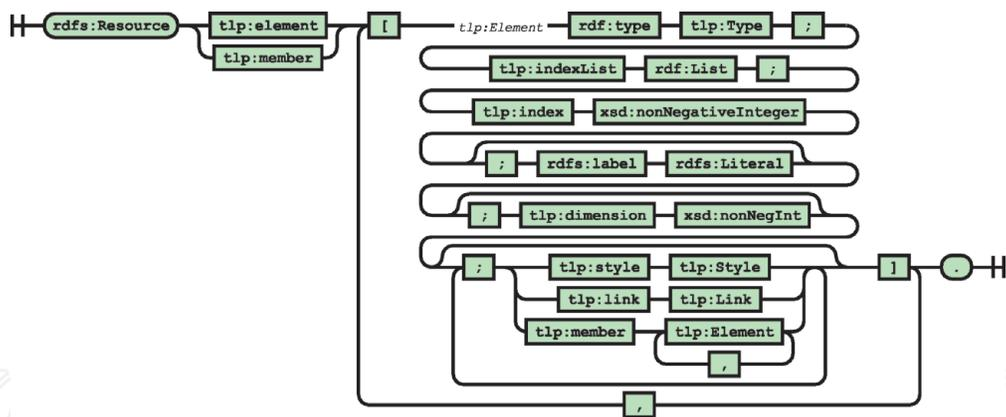 rdfs:Resource tlp:element [ tlp:Element rdf:type tlp:Type ;
tlp:member
tlp:indexList rdf:List ;
tlp:index xsd:nonNegativeInteger
; rdfs:label rdfs:Literal
; tlp:dimension xsd:nonNegInt
; tlp:style tlp:Style ] .
tlp:link tlp:Link
tlp:member tlp:Element
,
,